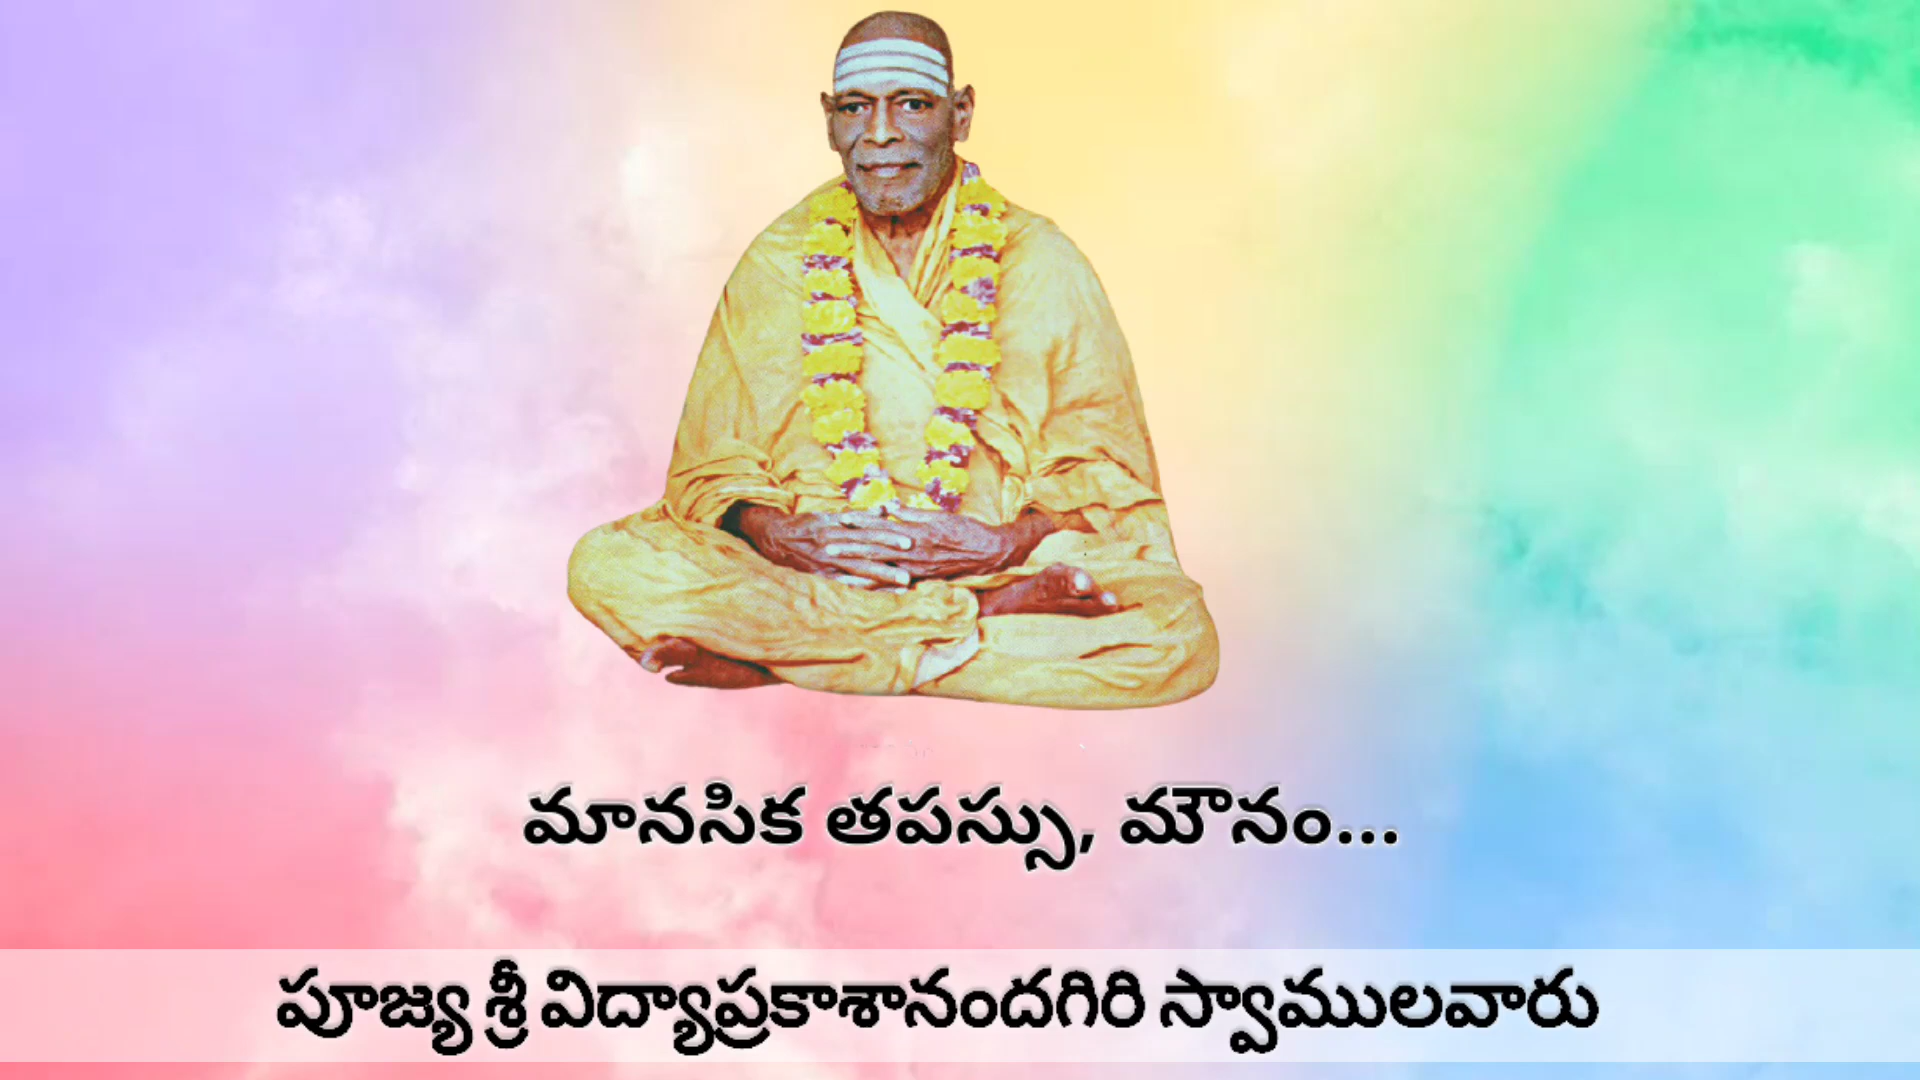 మానసిక తపస్సు, మౌనం...
పూజ్య శ్రీ విద్యాప్రకాశానందగిరి స్వాములవారు